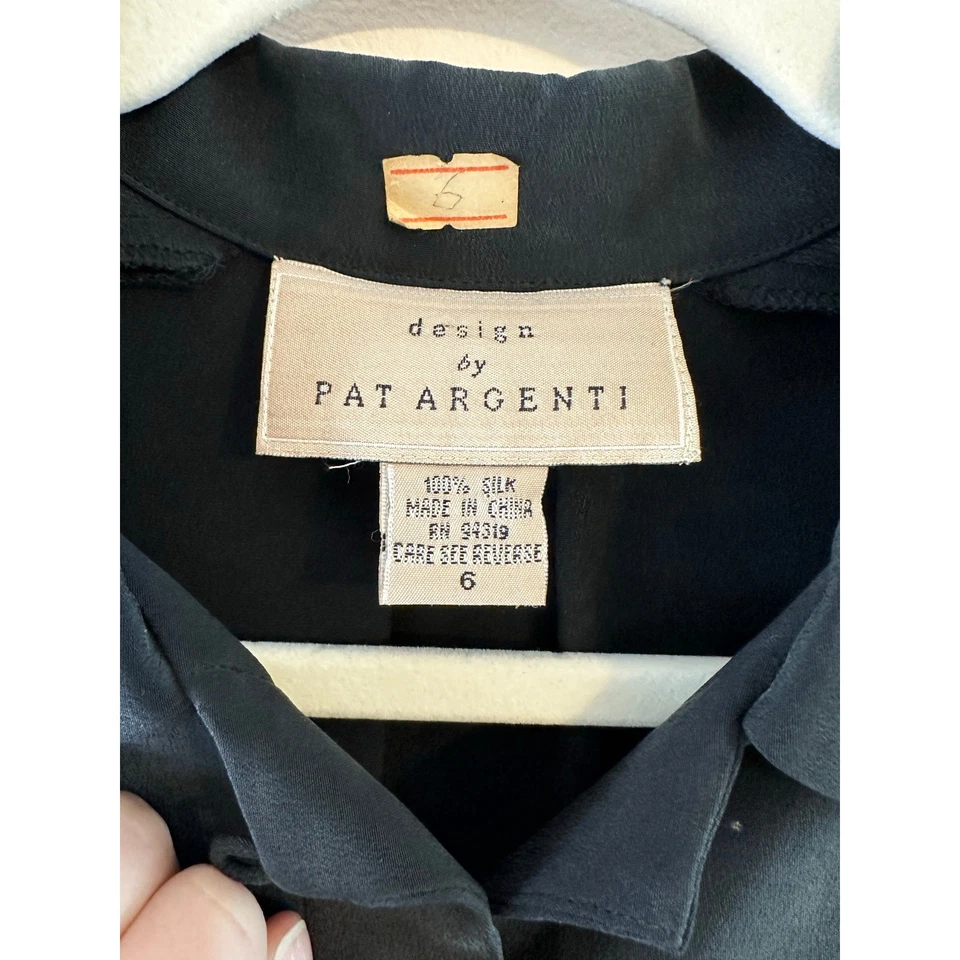 6
design
by
PAT ARGENTI
100% SILK
MADE IN CHINA
RN 94319
CARE SEE REVERSE
6